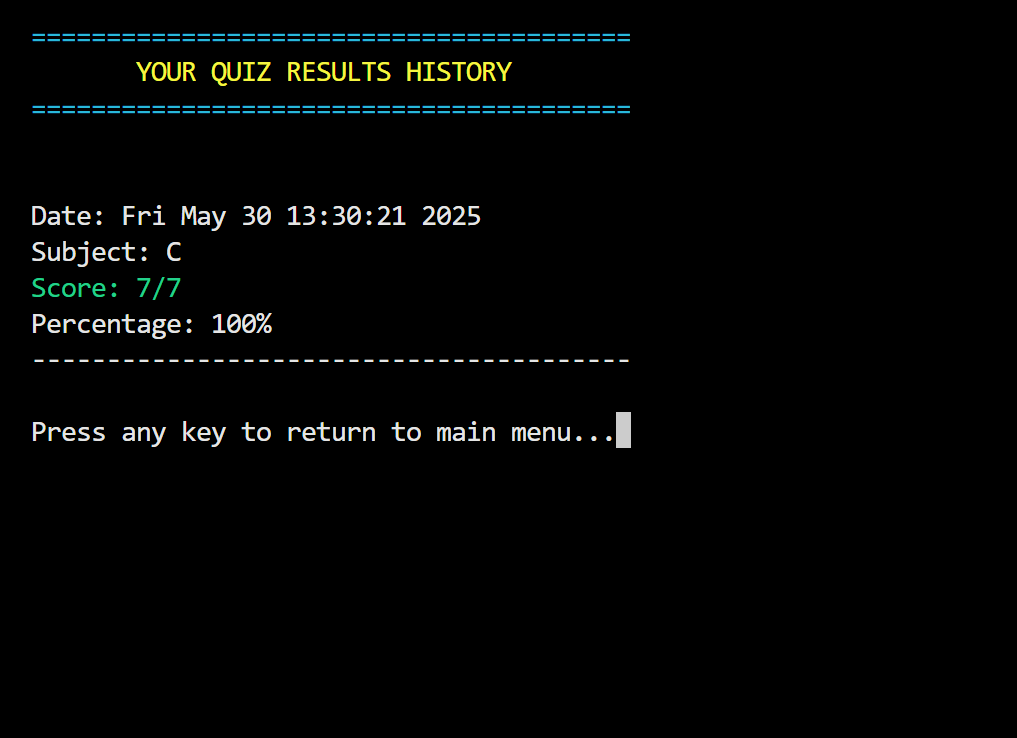 ========================================
YOUR QUIZ RESULTS HISTORY
========================================
Date: Fri May 30 13:30:21 2025
Subject: C
Score: 7/7
Percentage: 100%
----------------------------------------
Press any key to return to main menu...